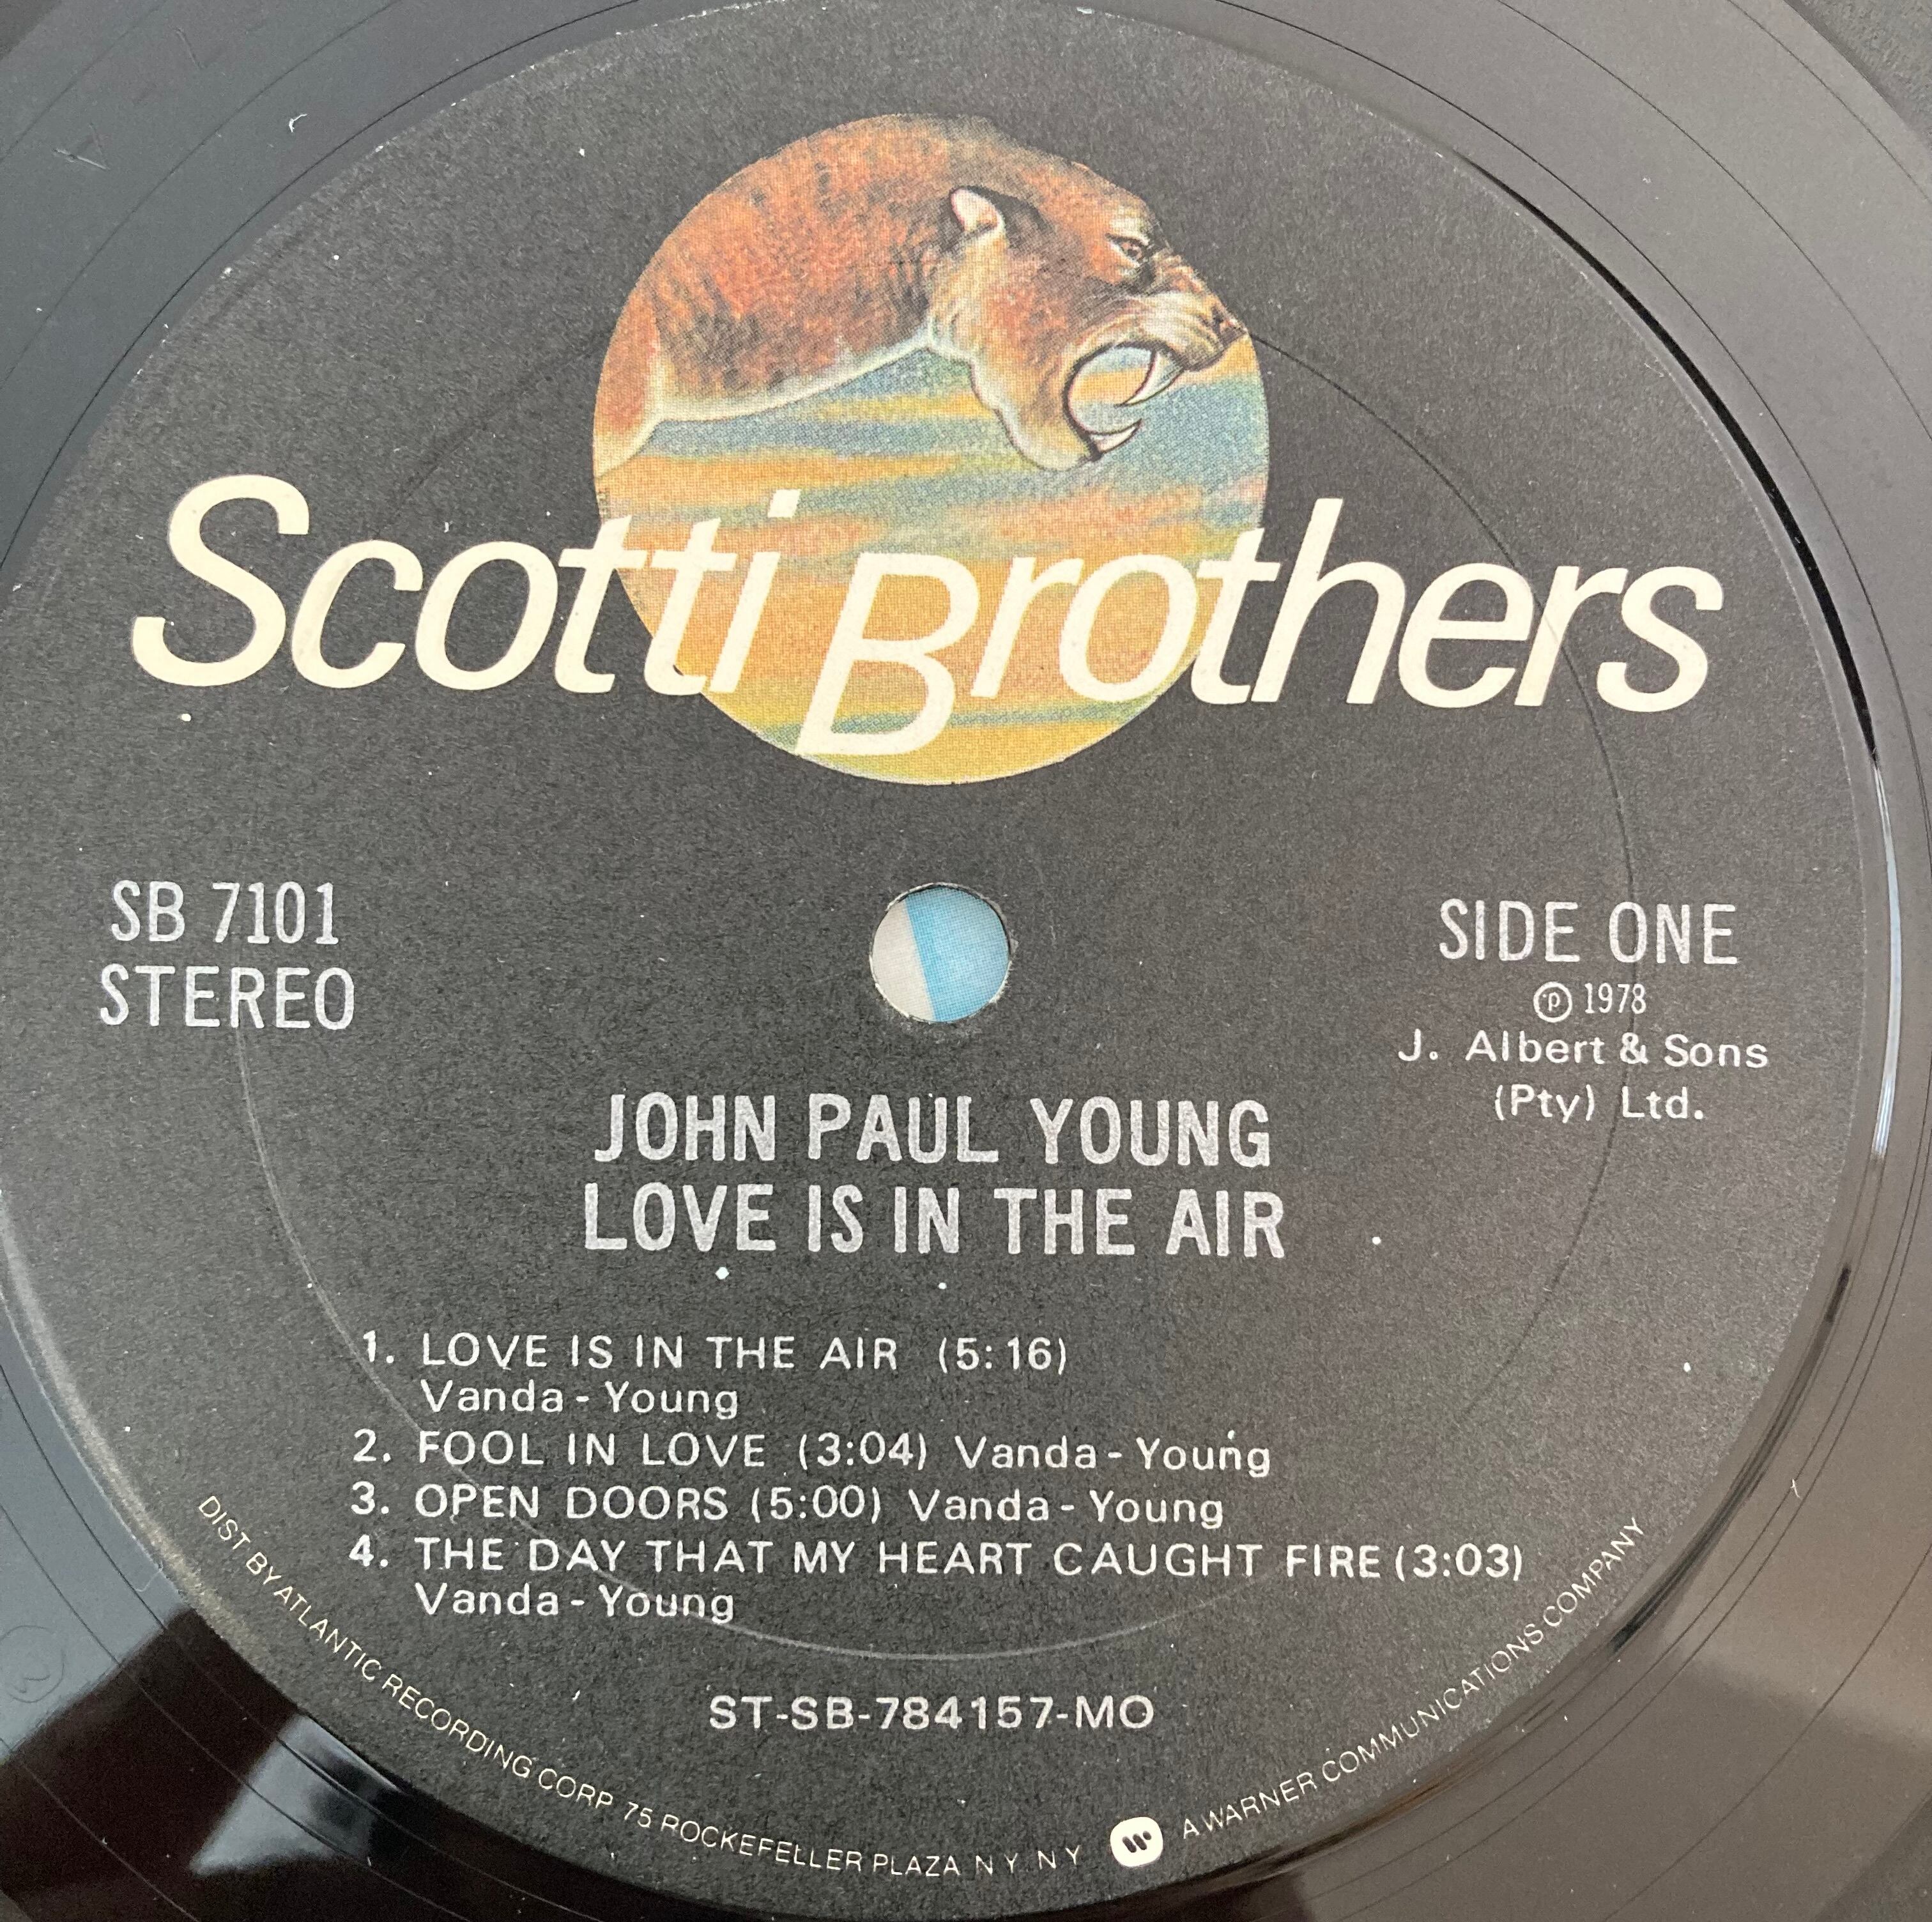 Scotti Brothers
SB 7101
STEREO
SIDE ONE
℗ 1978
J. Albert & Sons
(Pty) Ltd.
JOHN PAUL YOUNG
LOVE IS IN THE AIR
1. LOVE IS IN THE AIR (5:16)
Vanda - Young
2. FOOL IN LOVE (3:04) Vanda - Young
3. OPEN DOORS (5:00) Vanda - Young
4. THE DAY THAT MY HEART CAUGHT FIRE (3:03)
Vanda - Young
ST-SB-784157-MO
DIST BY ATLANTIC RECORDING CORP 75 ROCKEFELLER PLAZA N Y N Y W A WARNER COMMUNICATIONS COMPANY